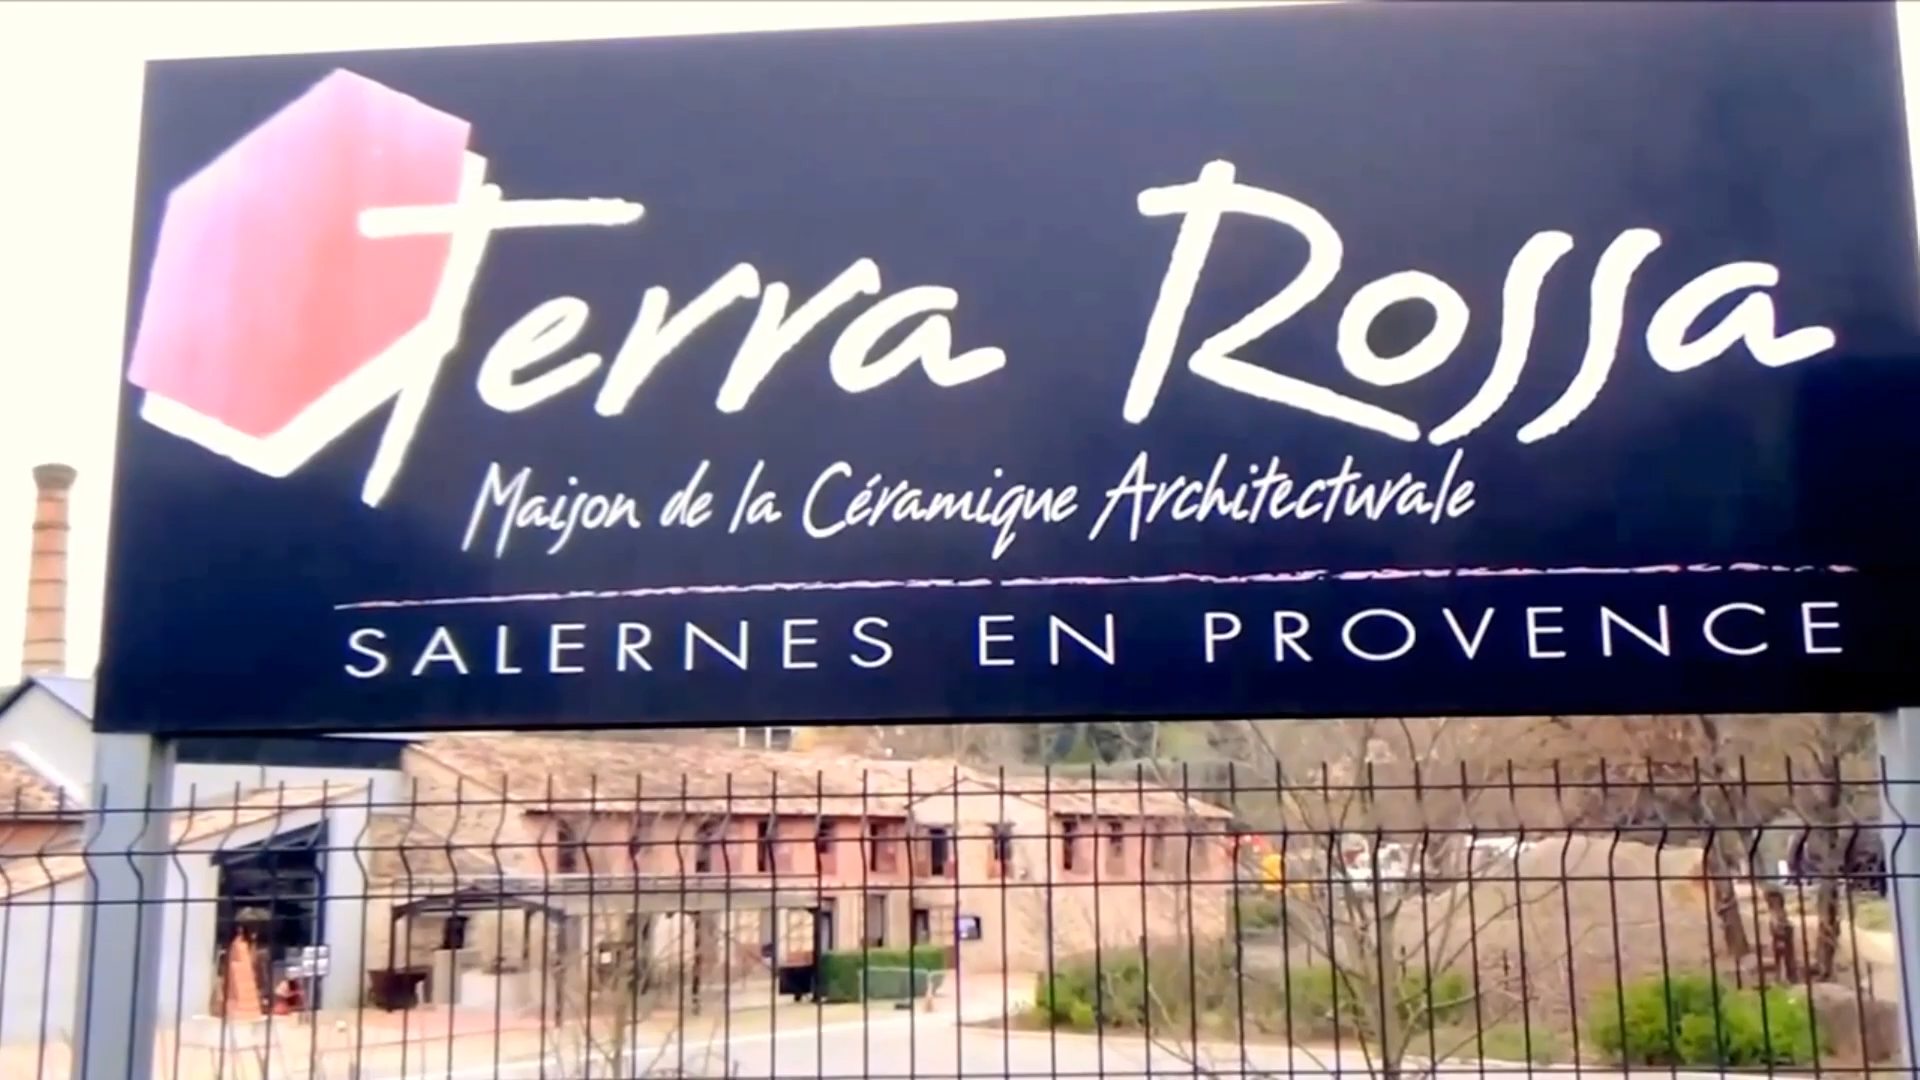 Terra Rossa
Maison de la Céramique Architecturale
SALERNES EN PROVENCE